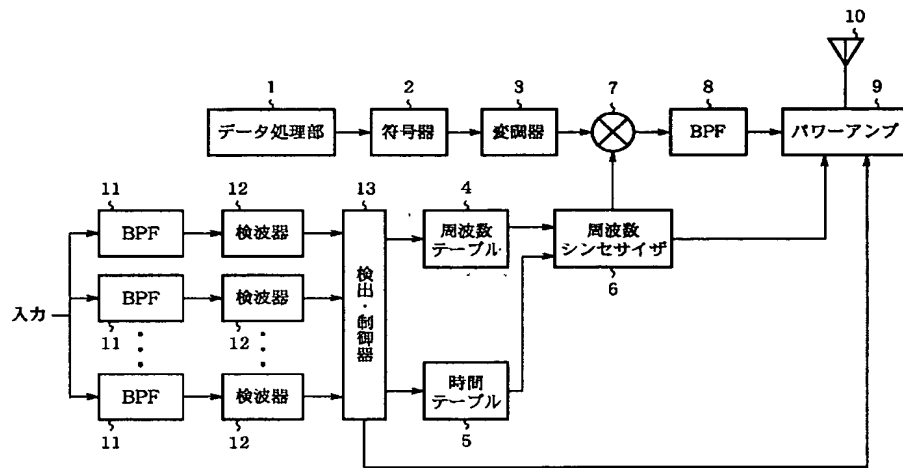 10
1
2
3
7
8
9
データ処理部
符号器
変調器
BPF
パワーアンプ
11
12
13
4
BPF
検波器
周波数
テーブル
周波数
シンセサイザ
6
入力
BPF
検波器
11
12
検出・制御器
BPF
検波器
時間
テーブル
11
12
5